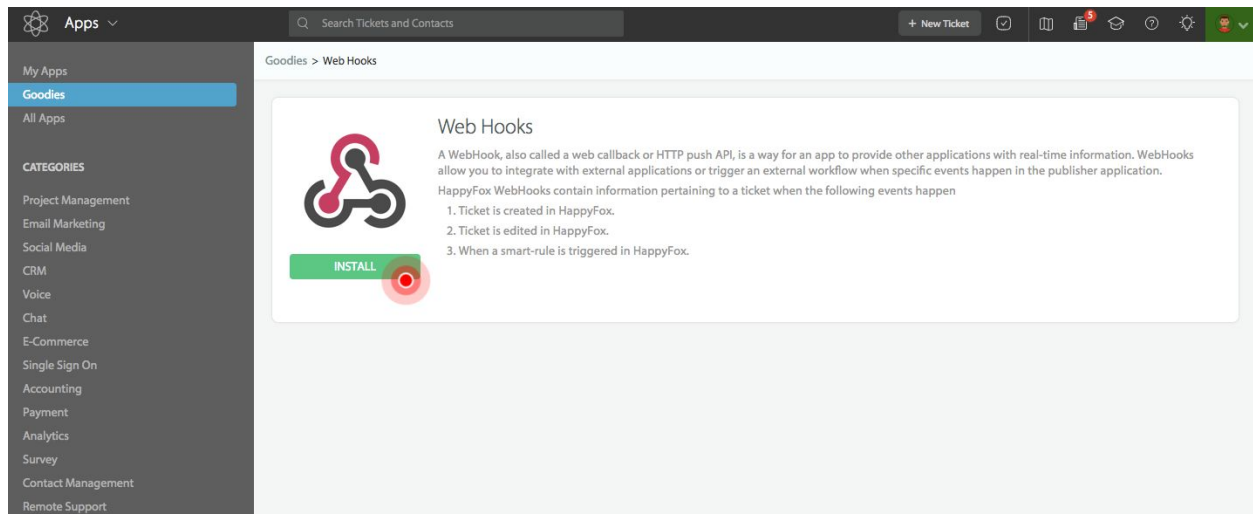 Apps
Search Tickets and Contacts
+ New Ticket
5
My Apps
Goodies
All Apps
CATEGORIES
Project Management
Email Marketing
Social Media
CRM
Voice
Chat
E-Commerce
Single Sign On
Accounting
Payment
Analytics
Survey
Contact Management
Remote Support
Goodies > Web Hooks
Web Hooks
A WebHook, also called a web callback or HTTP push API, is a way for an app to provide other applications with real-time information. WebHooks
allow you to integrate with external applications or trigger an external workflow when specific events happen in the publisher application.
HappyFox WebHooks contain information pertaining to a ticket when the following events happen
1. Ticket is created in HappyFox.
2. Ticket is edited in HappyFox.
3. When a smart-rule is triggered in HappyFox.
INSTALL